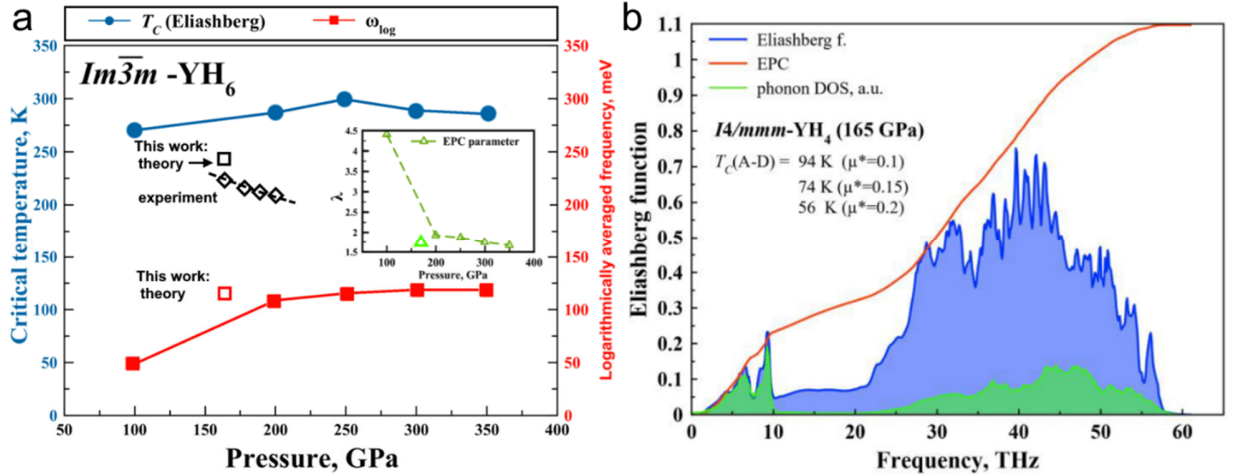 a
T_C (Eliashberg)
ω_log
350
300
250
200
150
100
50
0
Critical temperature, K
Im3̅m -YH₆
This work:
theory
experiment
This work:
theory
4.5
4
3.5
3
2.5
2
1.5
λ
EPC parameter
100
200
300
400
Pressure, GPa
350
300
250
200
150
100
50
0
Logarithmically averaged frequency, meV
50
100
150
200
250
300
350
400
Pressure, GPa
b
1.1
1
0.9
0.8
0.7
0.6
0.5
0.4
0.3
0.2
0.1
0
Eliashberg function
Eliashberg f.
EPC
phonon DOS, a.u.
I4/mmm-YH₄ (165 GPa)
T_C(A-D) = 94 K (μ*=0.1)
74 K (μ*=0.15)
56 K (μ*=0.2)
0
10
20
30
40
50
60
Frequency, THz